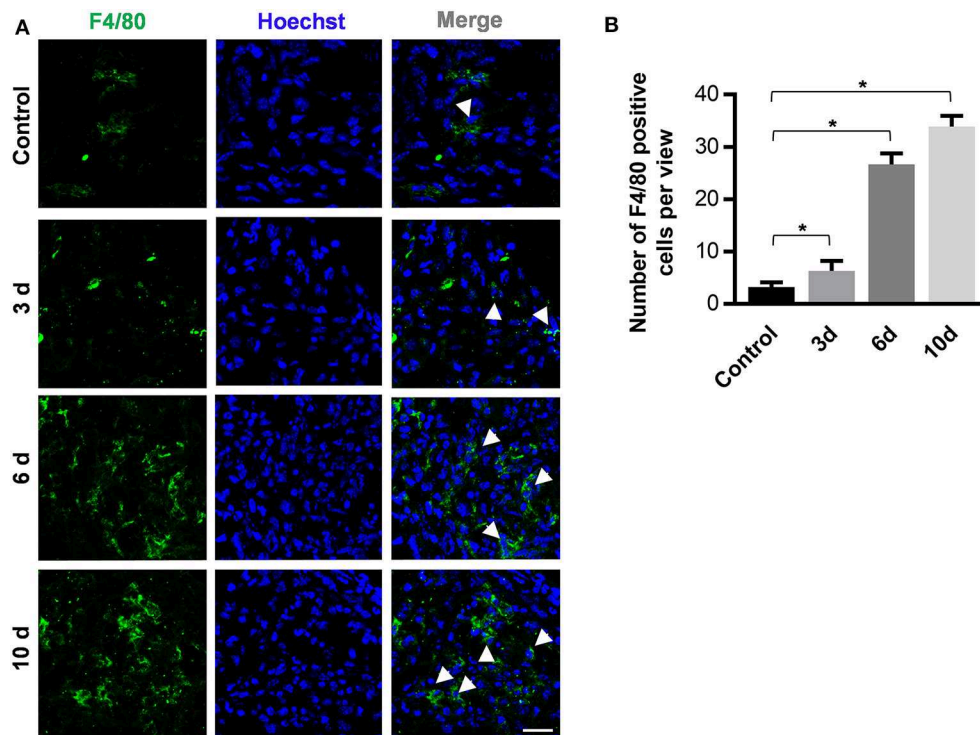 A
F4/80 Hoechst Merge
Control
3 d
6 d
10 d
B
Number of F4/80 positive
cells per view
40
30
20
10
0
*
*
*
Control 3d 6d 10d